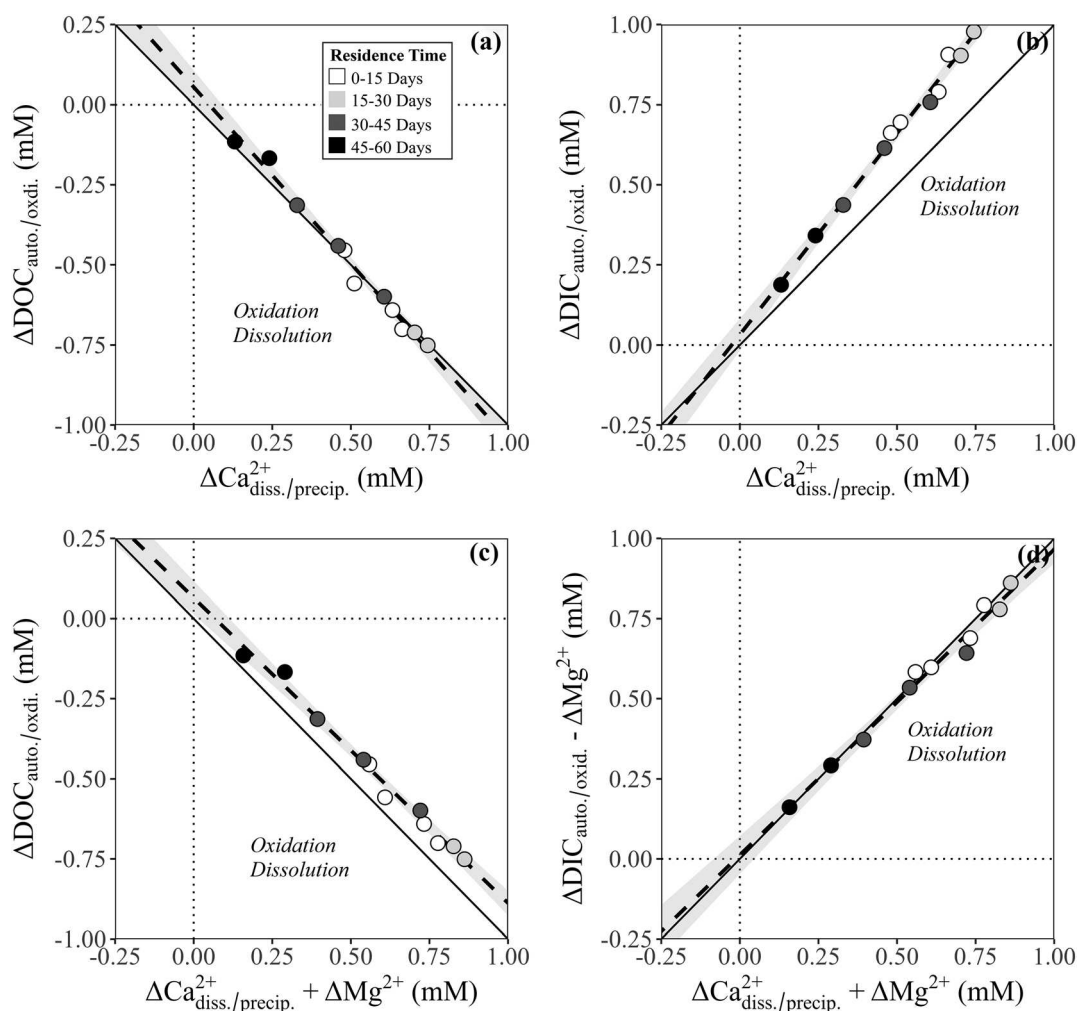 (a)
0.25
0.00
-0.25
-0.50
-0.75
-1.00
ΔDOCauto./oxdi. (mM)
Residence Time
0-15 Days
15-30 Days
30-45 Days
45-60 Days
Oxidation
Dissolution
-0.25 0.00 0.25 0.50 0.75 1.00
ΔCa2+diss./precip. (mM)
(b)
1.00
0.75
0.50
0.25
0.00
-0.25
ΔDICauto./oxid. (mM)
Oxidation
Dissolution
-0.25 0.00 0.25 0.50 0.75 1.00
ΔCa2+diss./precip. (mM)
(c)
0.25
0.00
-0.25
-0.50
-0.75
-1.00
ΔDOCauto./oxdi. (mM)
Oxidation
Dissolution
-0.25 0.00 0.25 0.50 0.75 1.00
ΔCa2+diss./precip. + ΔMg2+ (mM)
(d)
1.00
0.75
0.50
0.25
0.00
-0.25
ΔDICauto./oxid. - ΔMg2+ (mM)
Oxidation
Dissolution
-0.25 0.00 0.25 0.50 0.75 1.00
ΔCa2+diss./precip. + ΔMg2+ (mM)